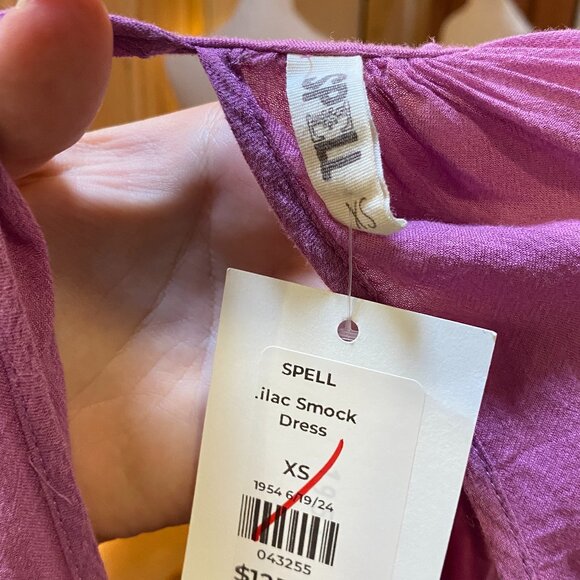 SPELL
XS
SPELL
.ilac Smock
Dress
XS
1954 6/19/24
043255